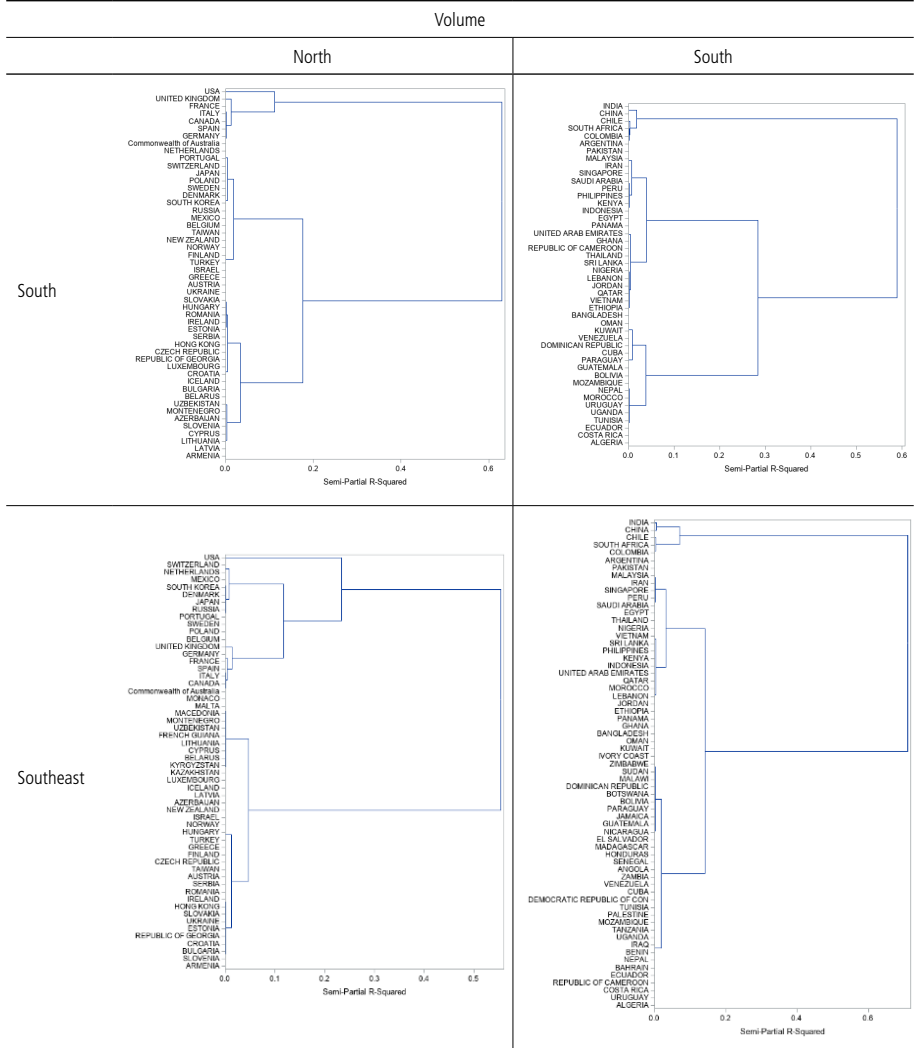 Volume
North
South
South
USA
UNITED KINGDOM
FRANCE
ITALY
CANADA
SPAIN
GERMANY
Commonwealth of Australia
NETHERLANDS
PORTUGAL
SWITZERLAND
JAPAN
POLAND
SWEDEN
DENMARK
SOUTH KOREA
RUSSIA
MEXICO
BELGIUM
TAIWAN
NEW ZEALAND
NORWAY
FINLAND
TURKEY
ISRAEL
GREECE
AUSTRIA
UKRAINE
SLOVAKIA
HUNGARY
ROMANIA
IRELAND
ESTONIA
SERBIA
HONG KONG
CZECH REPUBLIC
REPUBLIC OF GEORGIA
LUXEMBOURG
CROATIA
ICELAND
BULGARIA
BELARUS
UZBEKISTAN
MONTENEGRO
AZERBAIJAN
SLOVENIA
CYPRUS
LITHUANIA
LATVIA
ARMENIA
0.0 0.2 0.4 0.6
Semi-Partial R-Squared
INDIA
CHINA
CHILE
SOUTH AFRICA
COLOMBIA
ARGENTINA
PAKISTAN
MALAYSIA
IRAN
SINGAPORE
SAUDI ARABIA
PERU
PHILIPPINES
KENYA
INDONESIA
EGYPT
PANAMA
UNITED ARAB EMIRATES
GHANA
REPUBLIC OF CAMEROON
THAILAND
SRI LANKA
NIGERIA
LEBANON
JORDAN
QATAR
VIETNAM
ETHIOPIA
BANGLADESH
OMAN
KUWAIT
VENEZUELA
DOMINICAN REPUBLIC
CUBA
PARAGUAY
GUATEMALA
BOLIVIA
MOZAMBIQUE
NEPAL
MOROCCO
URUGUAY
UGANDA
TUNISIA
ECUADOR
COSTA RICA
ALGERIA
0.0 0.1 0.2 0.3 0.4 0.5 0.6
Semi-Partial R-Squared
Southeast
USA
SWITZERLAND
NETHERLANDS
MEXICO
SOUTH KOREA
DENMARK
JAPAN
RUSSIA
PORTUGAL
SWEDEN
POLAND
BELGIUM
UNITED KINGDOM
GERMANY
FRANCE
SPAIN
ITALY
CANADA
Commonwealth of Australia
MONACO
MALTA
MACEDONIA
MONTENEGRO
UZBEKISTAN
FRENCH GUIANA
LITHUANIA
CYPRUS
BELARUS
KYRGYZSTAN
KAZAKHSTAN
LUXEMBOURG
ICELAND
LATVIA
AZERBAIJAN
NEW ZEALAND
ISRAEL
NORWAY
HUNGARY
TURKEY
GREECE
FINLAND
CZECH REPUBLIC
TAIWAN
AUSTRIA
SERBIA
ROMANIA
IRELAND
HONG KONG
SLOVAKIA
UKRAINE
ESTONIA
REPUBLIC OF GEORGIA
CROATIA
BULGARIA
SLOVENIA
ARMENIA
0.0 0.1 0.2 0.3 0.4 0.5
Semi-Partial R-Squared
INDIA
CHINA
CHILE
SOUTH AFRICA
COLOMBIA
ARGENTINA
PAKISTAN
MALAYSIA
IRAN
SINGAPORE
PERU
SAUDI ARABIA
EGYPT
THAILAND
NIGERIA
VIETNAM
SRI LANKA
PHILIPPINES
KENYA
INDONESIA
UNITED ARAB EMIRATES
QATAR
MOROCCO
LEBANON
JORDAN
ETHIOPIA
PANAMA
GHANA
BANGLADESH
OMAN
KUWAIT
IVORY COAST
ZIMBABWE
SUDAN
MALAWI
DOMINICAN REPUBLIC
BOTSWANA
BOLIVIA
PARAGUAY
JAMAICA
GUATEMALA
NICARAGUA
EL SALVADOR
MADAGASCAR
HONDURAS
SENEGAL
ANGOLA
ZAMBIA
VENEZUELA
CUBA
DEMOCRATIC REPUBLIC OF CON
TUNISIA
PALESTINE
MOZAMBIQUE
TANZANIA
UGANDA
IRAQ
BENIN
NEPAL
BAHRAIN
ECUADOR
REPUBLIC OF CAMEROON
COSTA RICA
URUGUAY
ALGERIA
0.0 0.2 0.4 0.6
Semi-Partial R-Squared